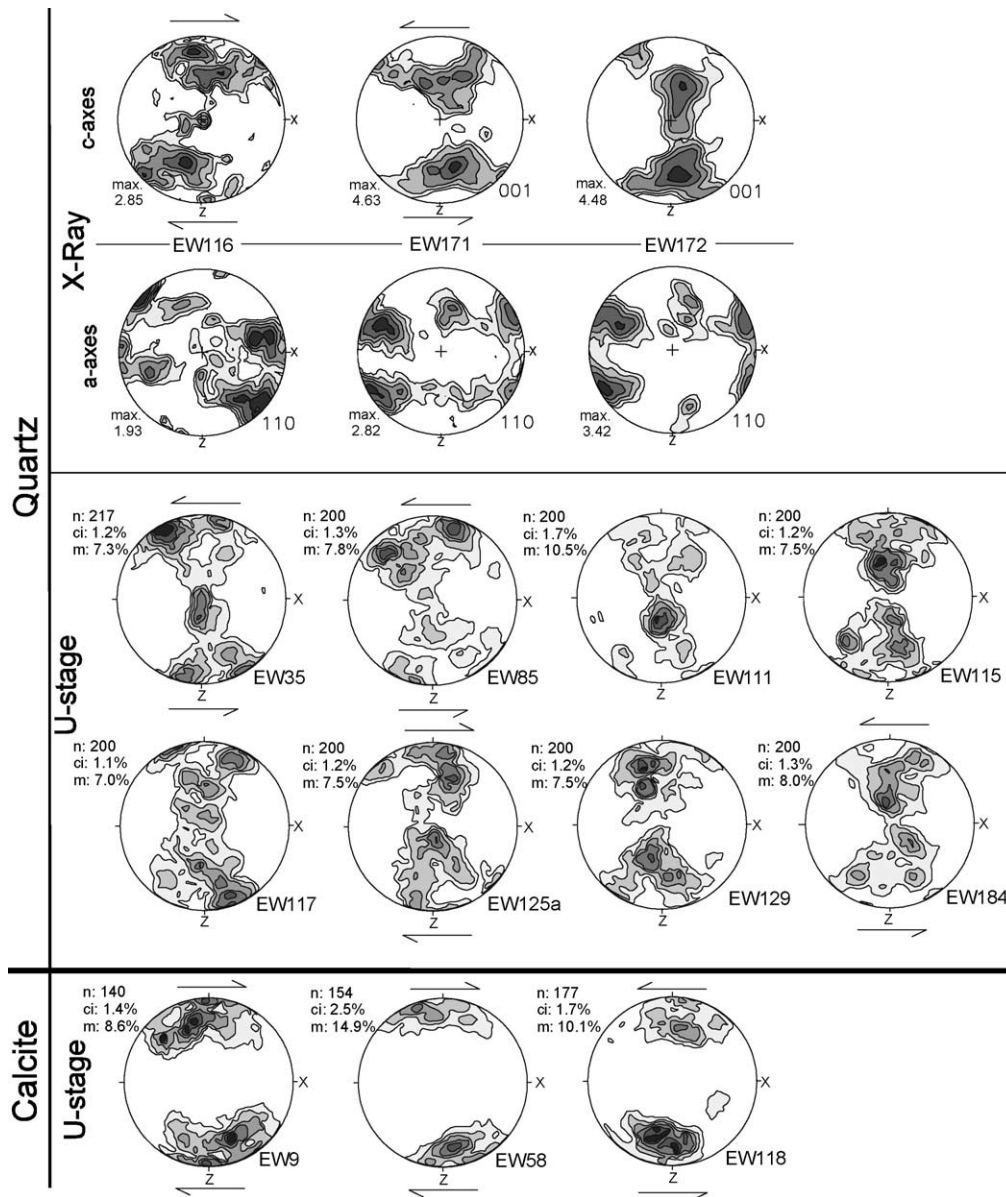 Quartz
X-Ray
c-axes
X
X
X
max.
2.85
Z
max.
4.63
001
Z
max.
4.48
001
Z
EW116
EW171
EW172
a-axes
X
X
X
max.
1.93
110
Z
max.
2.82
110
Z
max.
3.42
110
Z
U-stage
n: 217
ci: 1.2%
m: 7.3%
X
EW35
Z
n: 200
ci: 1.3%
m: 7.8%
X
EW85
Z
n: 200
ci: 1.7%
m: 10.5%
X
EW111
Z
n: 200
ci: 1.2%
m: 7.5%
X
EW115
Z
n: 200
ci: 1.1%
m: 7.0%
X
EW117
Z
n: 200
ci: 1.2%
m: 7.5%
X
EW125a
Z
n: 200
ci: 1.2%
m: 7.5%
X
EW129
Z
n: 200
ci: 1.3%
m: 8.0%
X
EW184
Z
Calcite
U-stage
n: 140
ci: 1.4%
m: 8.6%
X
EW9
Z
n: 154
ci: 2.5%
m: 14.9%
X
EW58
Z
n: 177
ci: 1.7%
m: 10.1%
X
EW118
Z